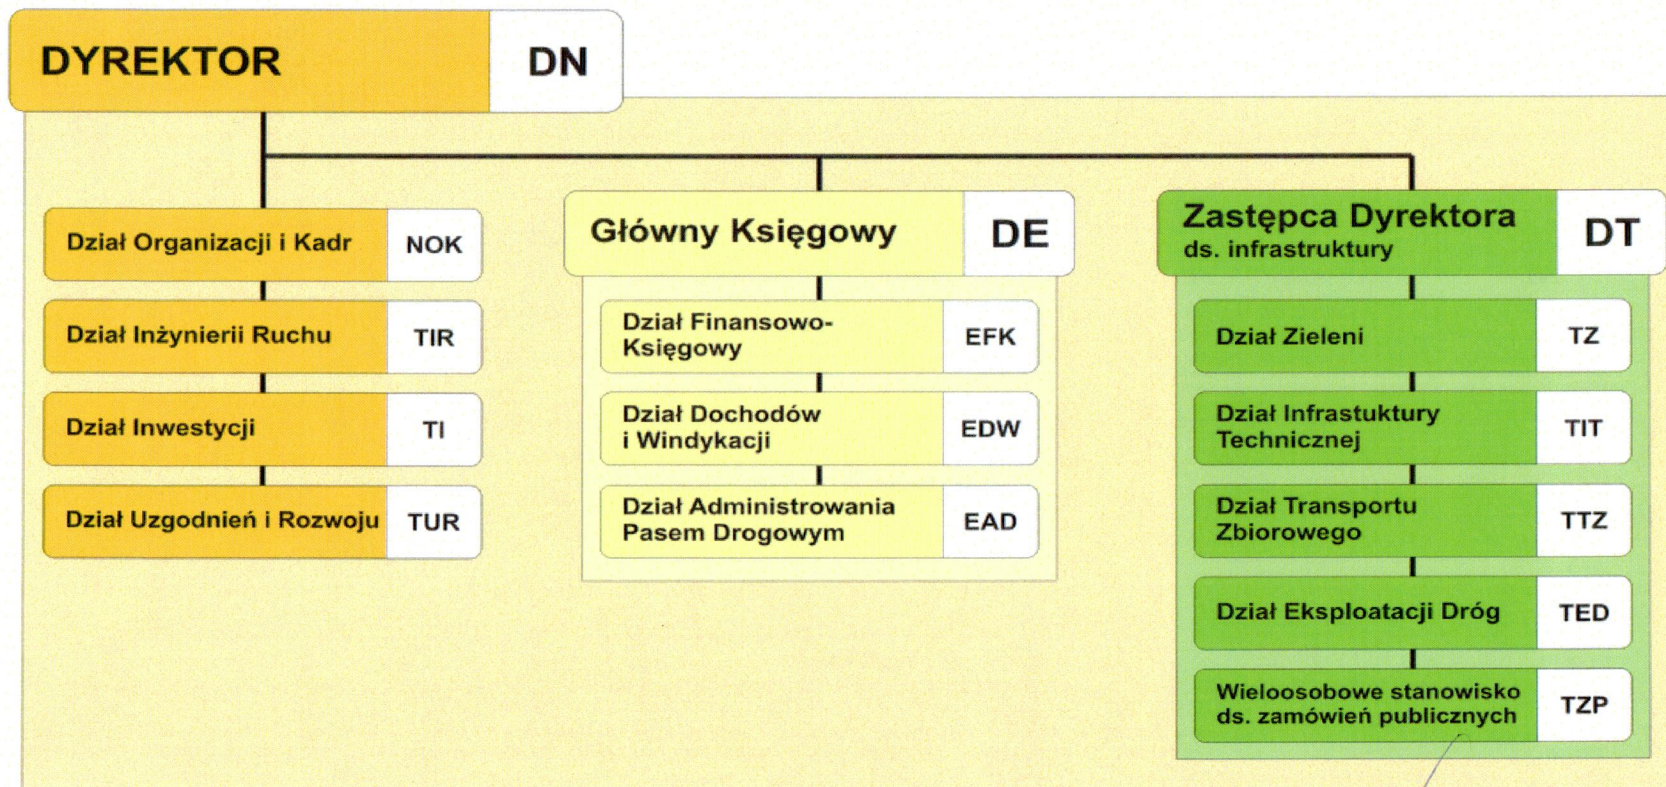 DYREKTOR DN
Dział Organizacji i Kadr NOK
Dział Inżynierii Ruchu TIR
Dział Inwestycji TI
Dział Uzgodnień i Rozwoju TUR
Główny Księgowy DE
Dział Finansowo-
Księgowy EFK
Dział Dochodów
i Windykacji EDW
Dział Administrowania
Pasem Drogowym EAD
Zastępca Dyrektora
ds. infrastruktury DT
Dział Zieleni TZ
Dział Infrastuktury
Technicznej TIT
Dział Transportu
Zbiorowego TTZ
Dział Eksploatacji Dróg TED
Wieloosobowe stanowisko
ds. zamówień publicznych TZP